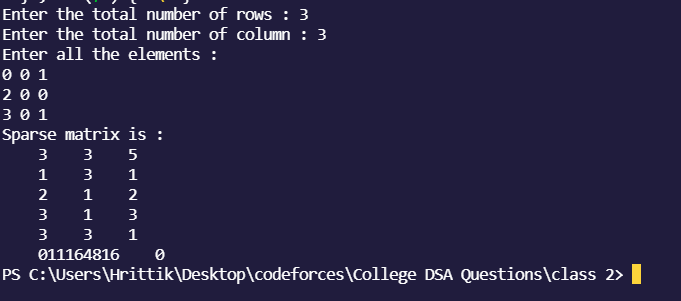 Enter the total number of rows : 3
Enter the total number of column : 3
Enter all the elements :
0 0 1
2 0 0
3 0 1
Sparse matrix is :
    3    3    5
    1    3    1
    2    1    2
    3    1    3
    3    3    1
    011164816    0
PS C:\Users\Hrittik\Desktop\codeforces\College DSA Questions\class 2>